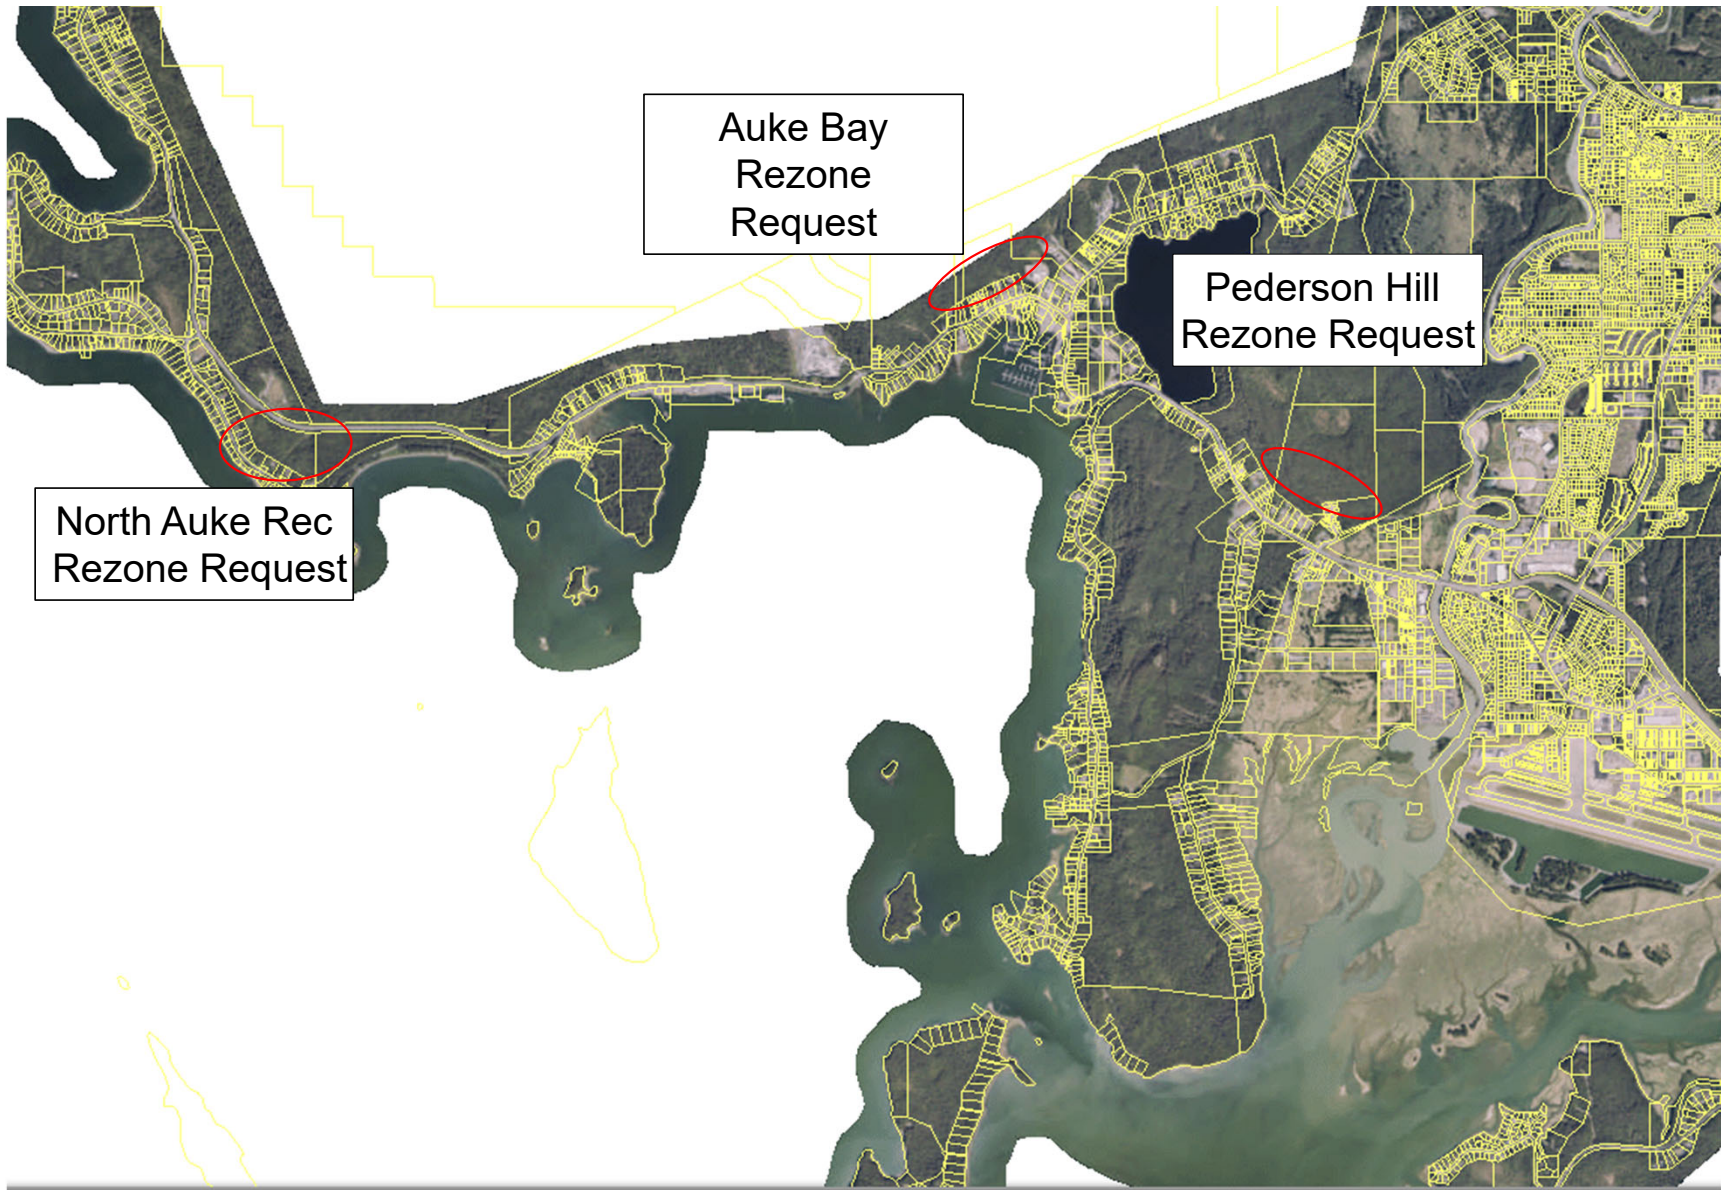 Auke Bay
Rezone
Request
Pederson Hill
Rezone Request
North Auke Rec
Rezone Request